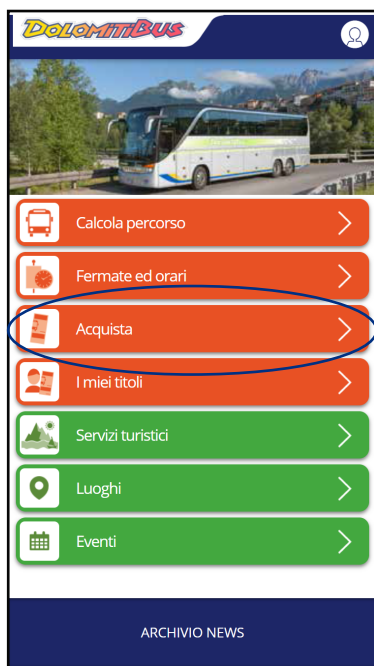 DOLOMITIBUS
Calcola percorso
Fermate ed orari
Acquista
I miei titoli
Servizi turistici
Luoghi
Eventi
ARCHIVIO NEWS